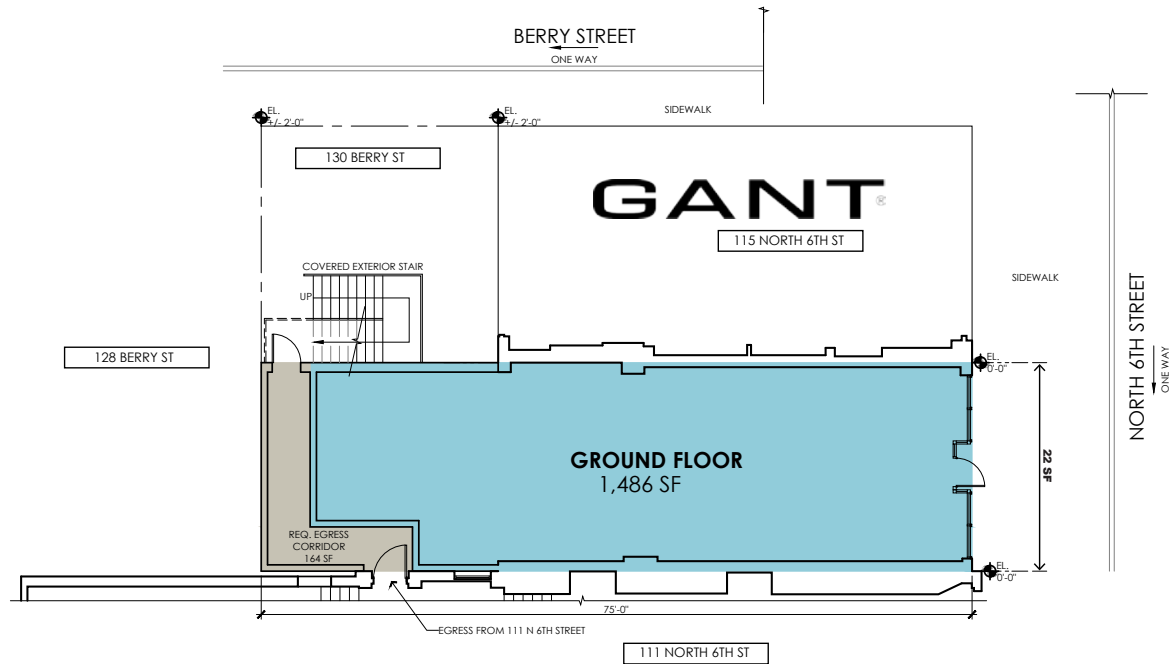 BERRY STREET
ONE WAY
EL.
+/- 2'-0"
EL.
+/- 2'-0"
SIDEWALK
130 BERRY ST
GANT®
115 NORTH 6TH ST
COVERED EXTERIOR STAIR
UP
SIDEWALK
NORTH 6TH STREET
ONE WAY
128 BERRY ST
EL.
0'-0"
GROUND FLOOR
1,486 SF
22 SF
REQ. EGRESS
CORRIDOR
164 SF
EL.
0'-0"
75'-0"
EGRESS FROM 111 N 6TH STREET
111 NORTH 6TH ST